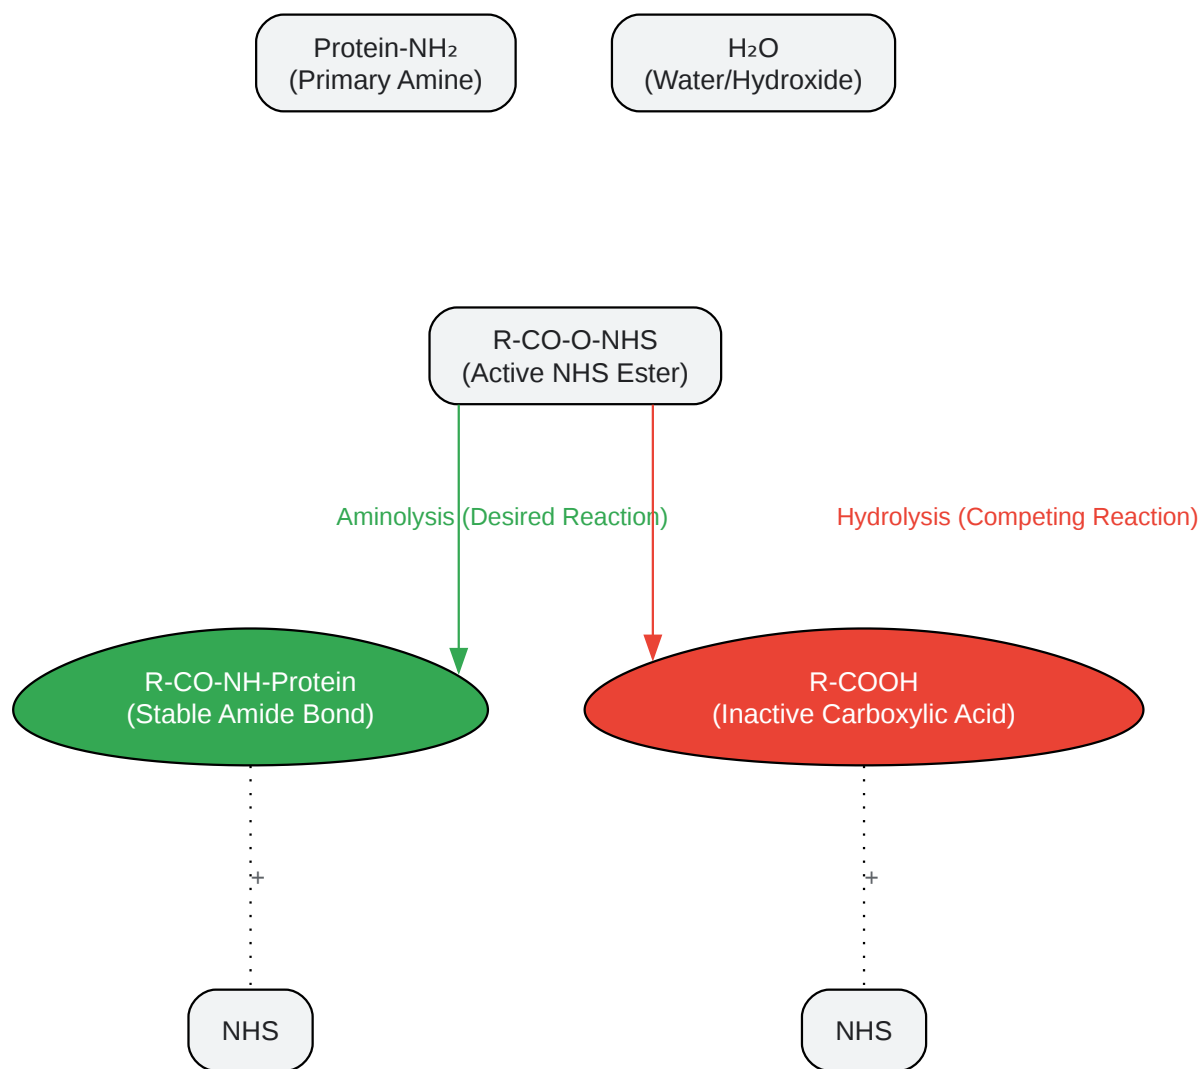 Protein-NH₂
(Primary Amine)
H₂O
(Water/Hydroxide)
R-CO-O-NHS
(Active NHS Ester)
Aminolysis (Desired Reaction)
Hydrolysis (Competing Reaction)
R-CO-NH-Protein
(Stable Amide Bond)
R-COOH
(Inactive Carboxylic Acid)
+
+
NHS
NHS